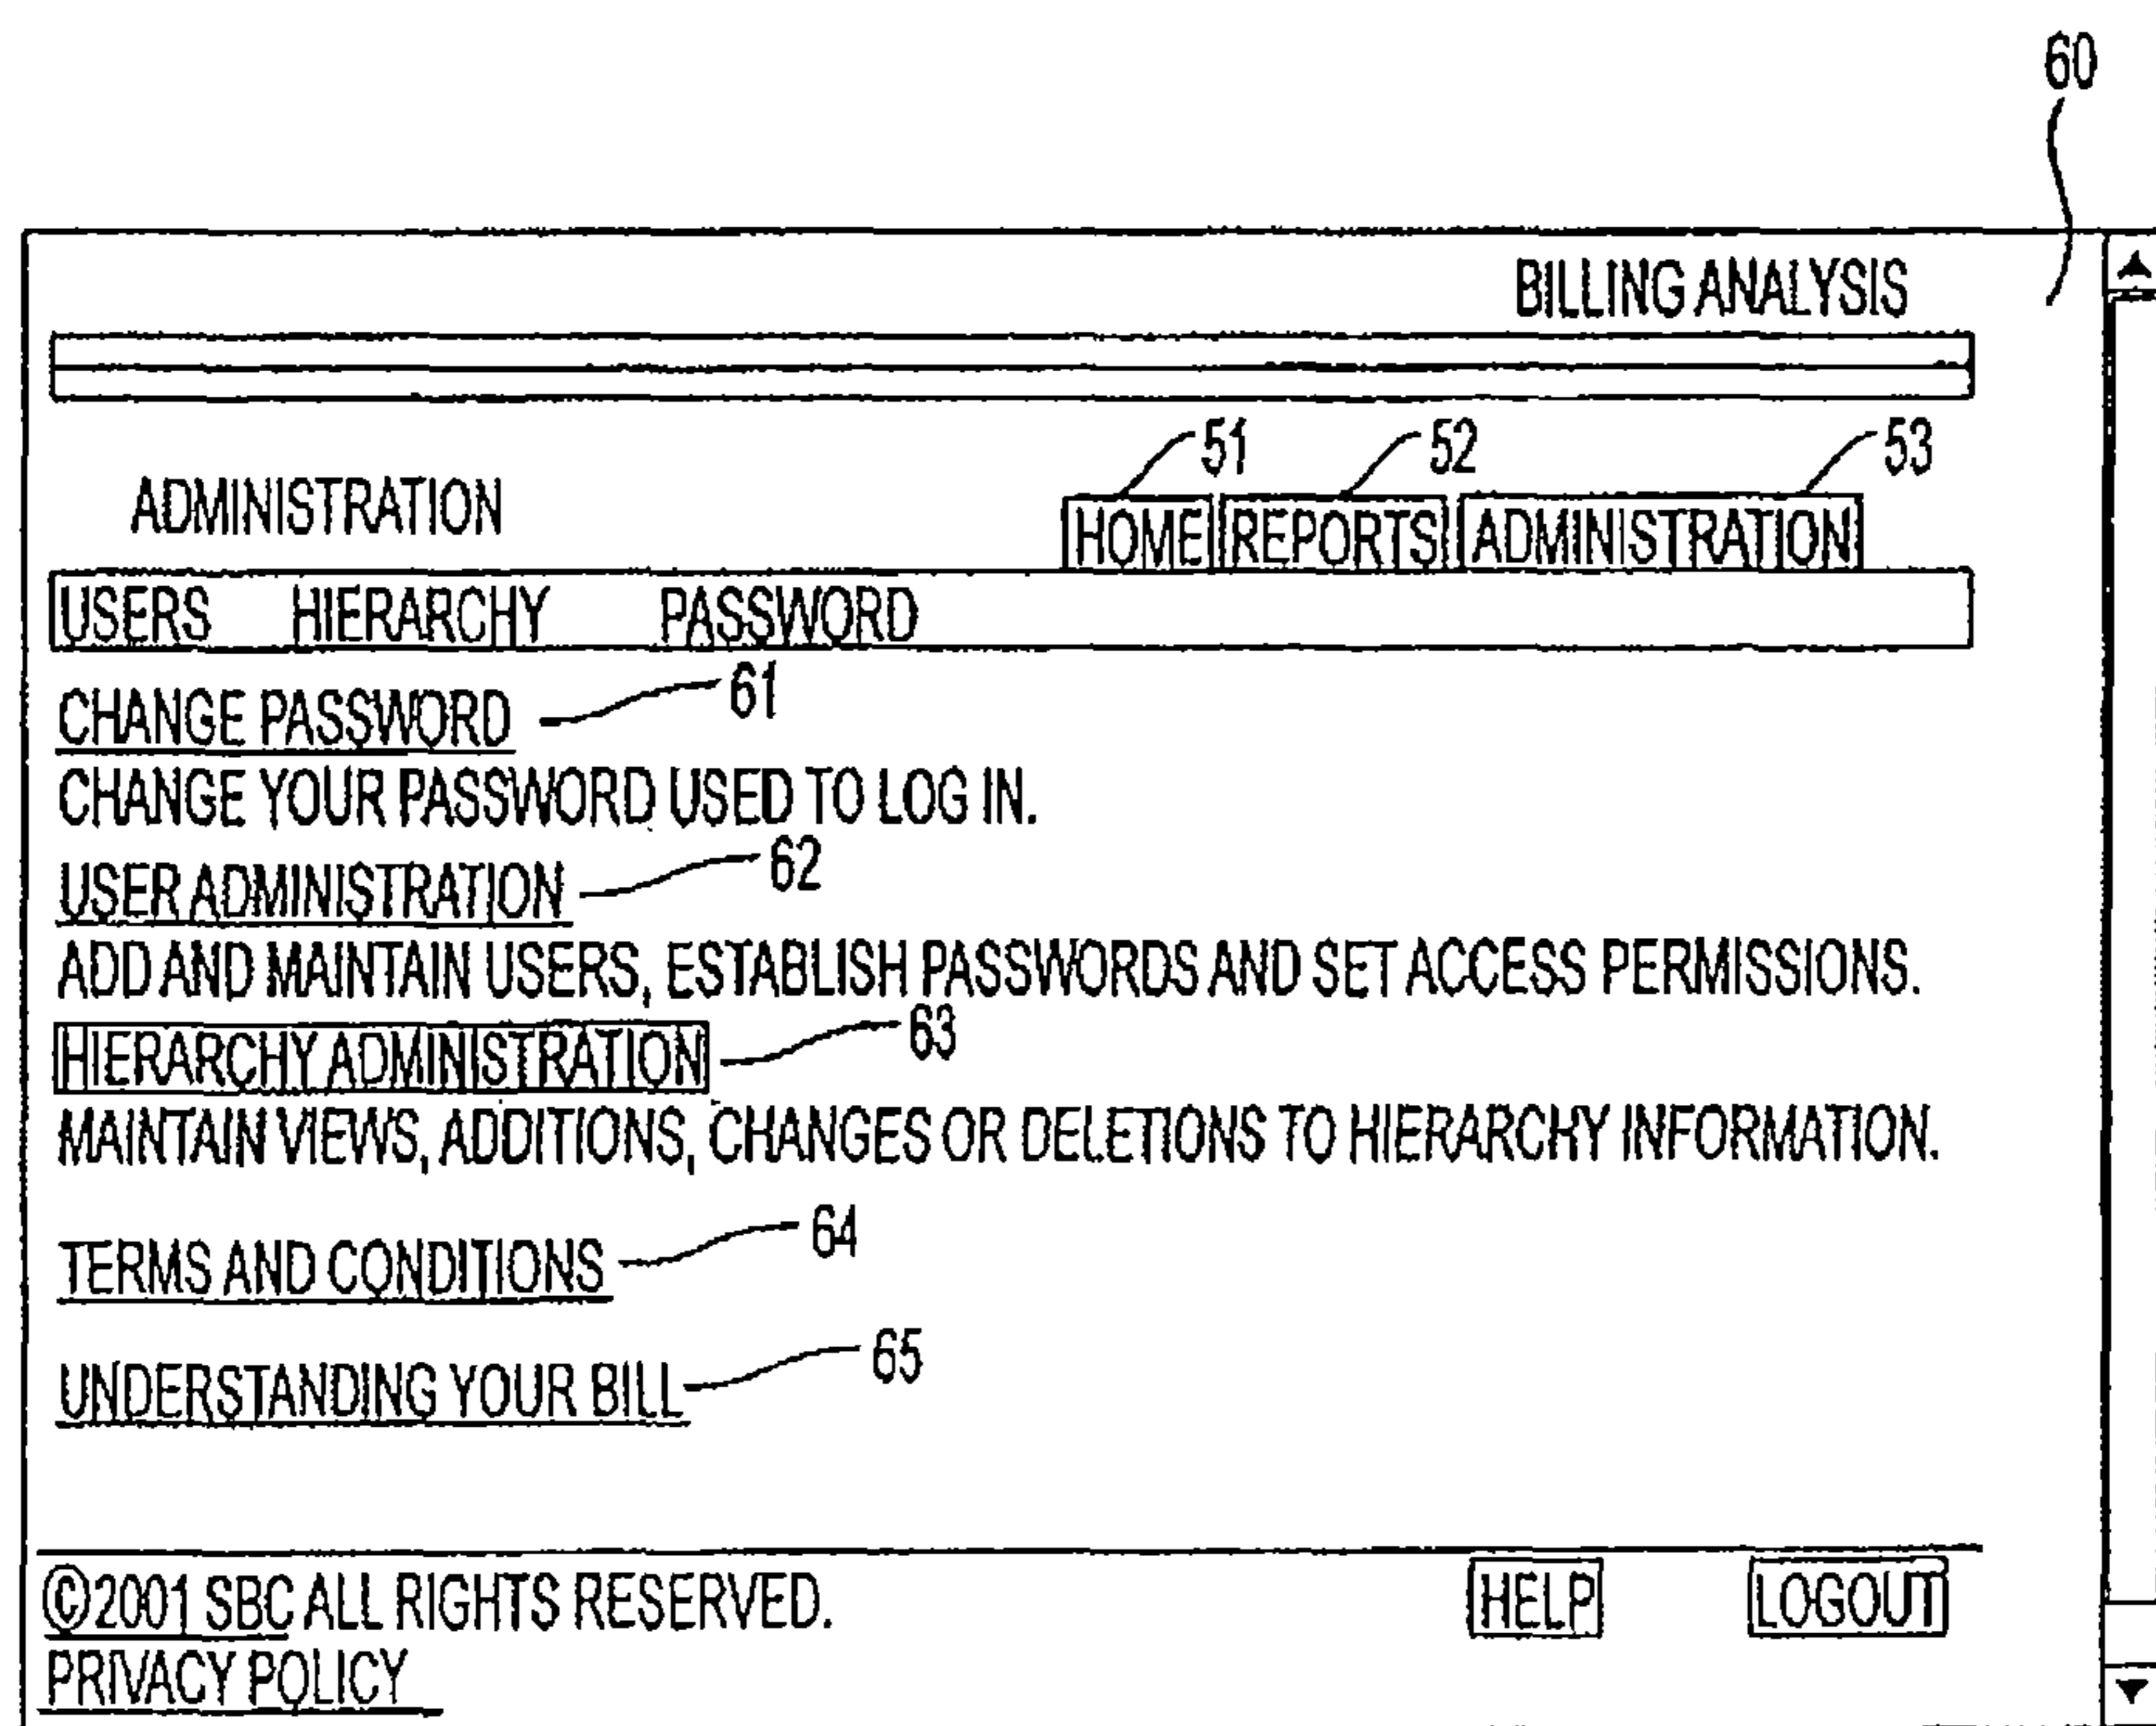 60
BILLING ANALYSIS
51 52 53
ADMINISTRATION HOME REPORTS ADMINISTRATION
USERS HIERARCHY PASSWORD
CHANGE PASSWORD 61
CHANGE YOUR PASSWORD USED TO LOG IN.
USER ADMINISTRATION 62
ADD AND MAINTAIN USERS, ESTABLISH PASSWORDS AND SET ACCESS PERMISSIONS.
HIERARCHY ADMINISTRATION 63
MAINTAIN VIEWS, ADDITIONS, CHANGES OR DELETIONS TO HIERARCHY INFORMATION.
TERMS AND CONDITIONS 64
UNDERSTANDING YOUR BILL 65
©2001 SBC ALL RIGHTS RESERVED. HELP LOGOUT
PRIVACY POLICY